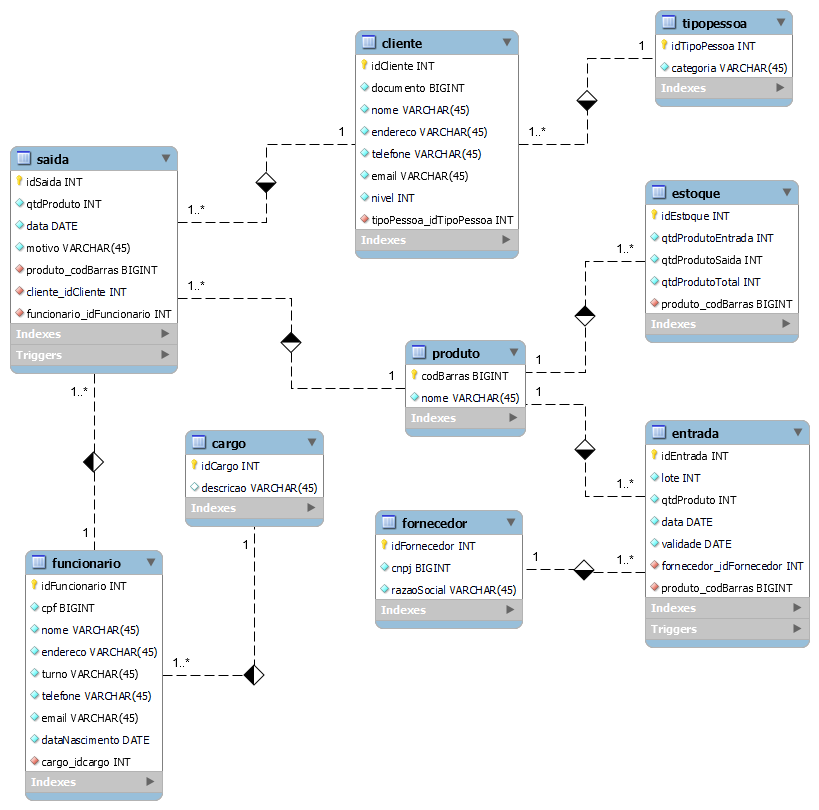 tipopessoa
idTipoPessoa INT
categoria VARCHAR(45)
Indexes
1
1..*
cliente
idCliente INT
documento BIGINT
nome VARCHAR(45)
endereco VARCHAR(45)
telefone VARCHAR(45)
email VARCHAR(45)
nivel INT
tipoPessoa_idTipoPessoa INT
Indexes
1
1..*
saida
idSaida INT
qtdProduto INT
data DATE
motivo VARCHAR(45)
produto_codBarras BIGINT
cliente_idCliente INT
funcionario_idFuncionario INT
Indexes
Triggers
1..*
1
1..*
1
estoque
idEstoque INT
qtdProdutoEntrada INT
qtdProdutoSaida INT
qtdProdutoTotal INT
produto_codBarras BIGINT
Indexes
1..*
1
produto
codBarras BIGINT
nome VARCHAR(45)
Indexes
1
1..*
entrada
idEntrada INT
lote INT
qtdProduto INT
data DATE
validade DATE
fornecedor_idFornecedor INT
produto_codBarras BIGINT
Indexes
Triggers
1..*
1
cargo
idCargo INT
descricao VARCHAR(45)
Indexes
1
1..*
fornecedor
idFornecedor INT
cnpj BIGINT
razaoSocial VARCHAR(45)
Indexes
funcionario
idFuncionario INT
cpf BIGINT
nome VARCHAR(45)
endereco VARCHAR(45)
turno VARCHAR(45)
telefone VARCHAR(45)
email VARCHAR(45)
dataNascimento DATE
cargo_idcargo INT
Indexes